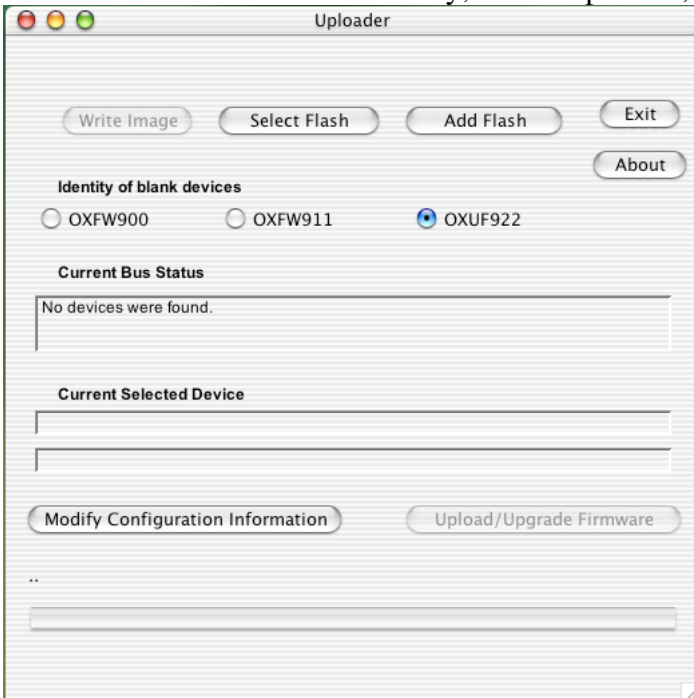 Uploader
Write Image Select Flash Add Flash Exit
About
Identity of blank devices
OXFW900 OXFW911 OXUF922
Current Bus Status
No devices were found.
Current Selected Device
Modify Configuration Information Upload/Upgrade Firmware
..